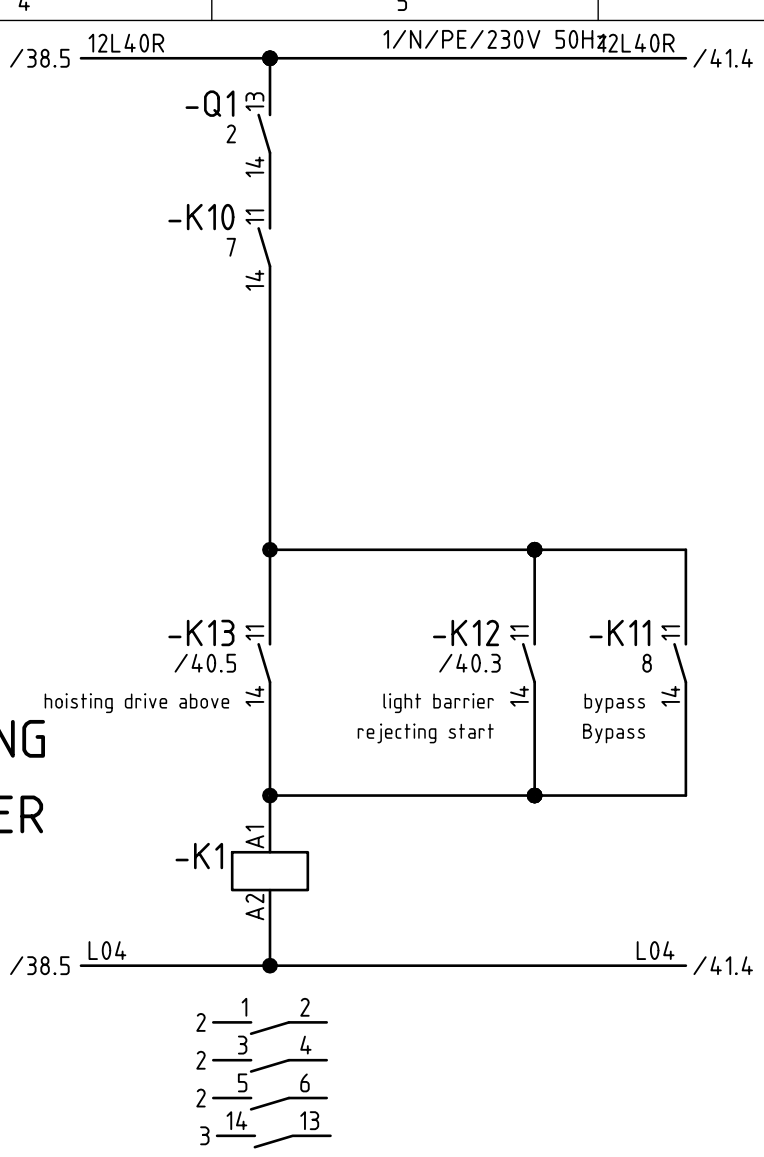 4 5
/38.5 12L40R 1/N/PE/230V 50Hz 12L40R /41.4
-Q1 13
2
14
-K10 11
7
14
-K13 11 -K12 11 -K11 11
/40.5 /40.3 8
hoisting drive above 14 light barrier 14 bypass 14
rejecting start Bypass
NG
ER
A1
-K1
A2
/38.5 L04 L04 /41.4
2 1 2
2 3 4
2 5 6
3 14 13